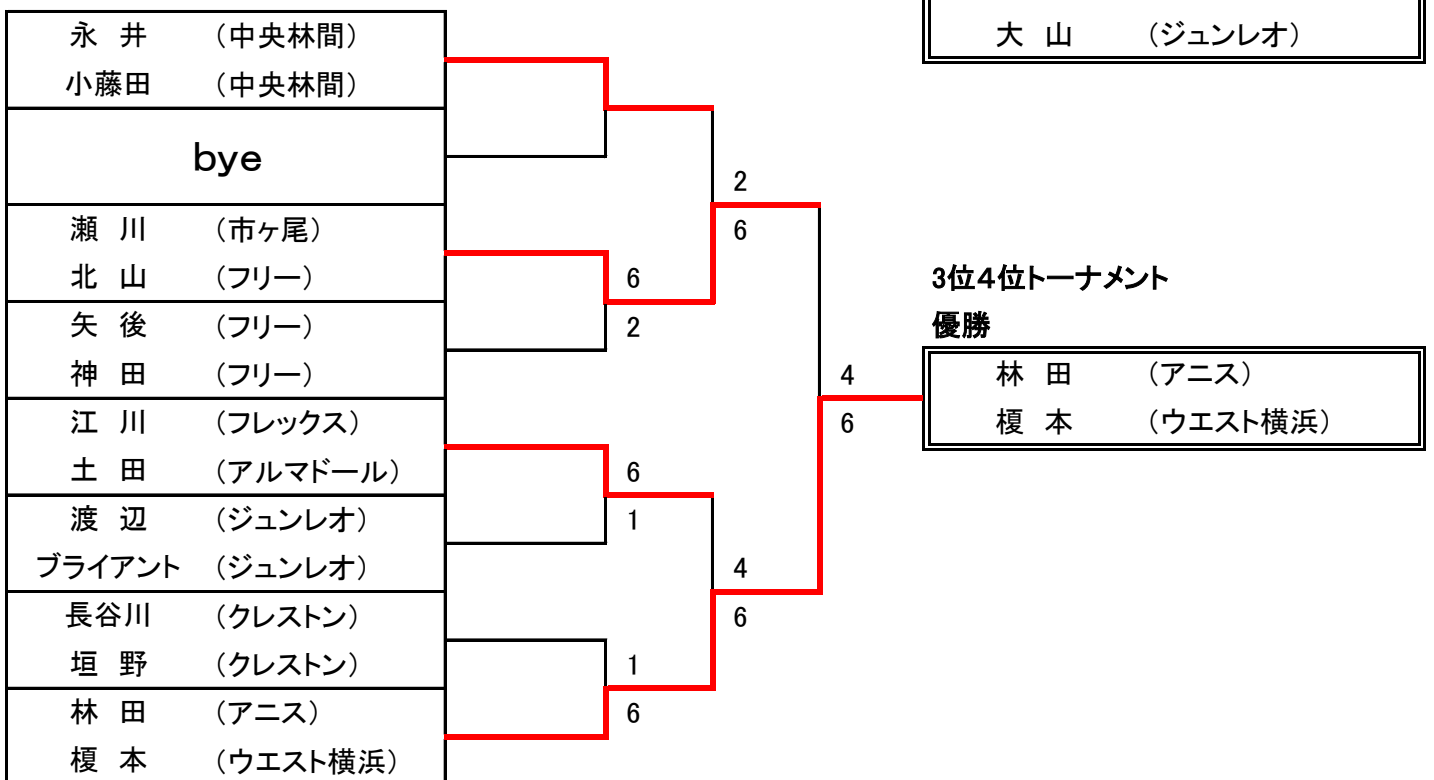 大 山 （ジュンレオ）
永 井 （中央林間）
小藤田 （中央林間）
bye
瀬 川 （市ヶ尾）
北 山 （フリー）
矢 後 （フリー）
神 田 （フリー）
江 川 （フレックス）
土 田 （アルマドール）
渡 辺 （ジュンレオ）
ブライアント （ジュンレオ）
長谷川 （クレストン）
垣 野 （クレストン）
林 田 （アニス）
榎 本 （ウエスト横浜）
6
2
6
1
1
6
2
6
4
6
4
6
3位４位トーナメント
優勝
林 田 （アニス）
榎 本 （ウエスト横浜）